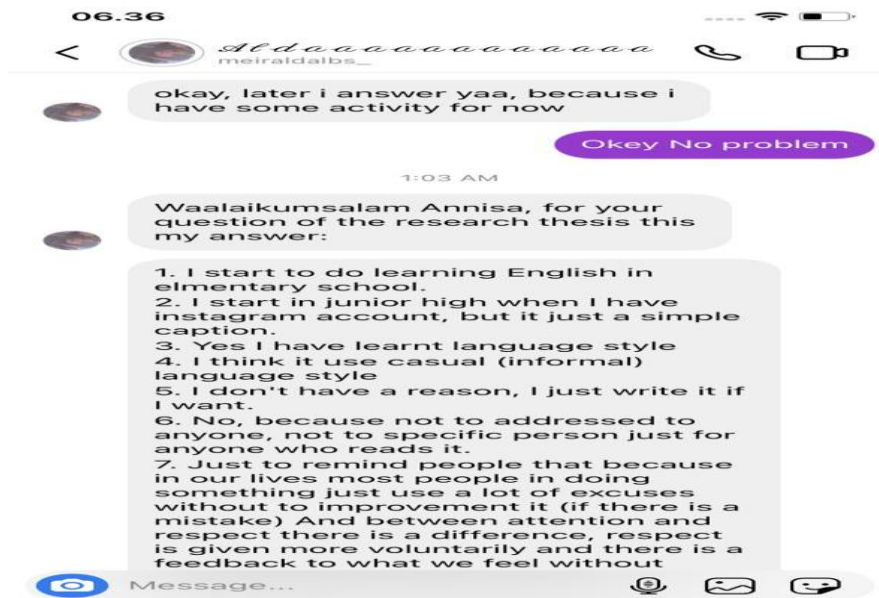 06.36
Aldaaaaaaaaaaaaaa
meiraldalbs_
okay, later i answer yaa, because i
have some activity for now
Okey No problem
1:03 AM
Waalaikumsalam Annisa, for your
question of the research thesis this
my answer:
1. I start to do learning English in
elmentary school.
2. I start in junior high when I have
instagram account, but it just a simple
caption.
3. Yes I have learnt language style
4. I think it use casual (informal)
language style
5. I don't have a reason, I just write it if
I want.
6. No, because not to addressed to
anyone, not to specific person just for
anyone who reads it.
7. Just to remind people that because
in our lives most people in doing
something just use a lot of excuses
without to improvement it (if there is a
mistake) And between attention and
respect there is a difference, respect
is given more voluntarily and there is a
feedback to what we feel without
Message...